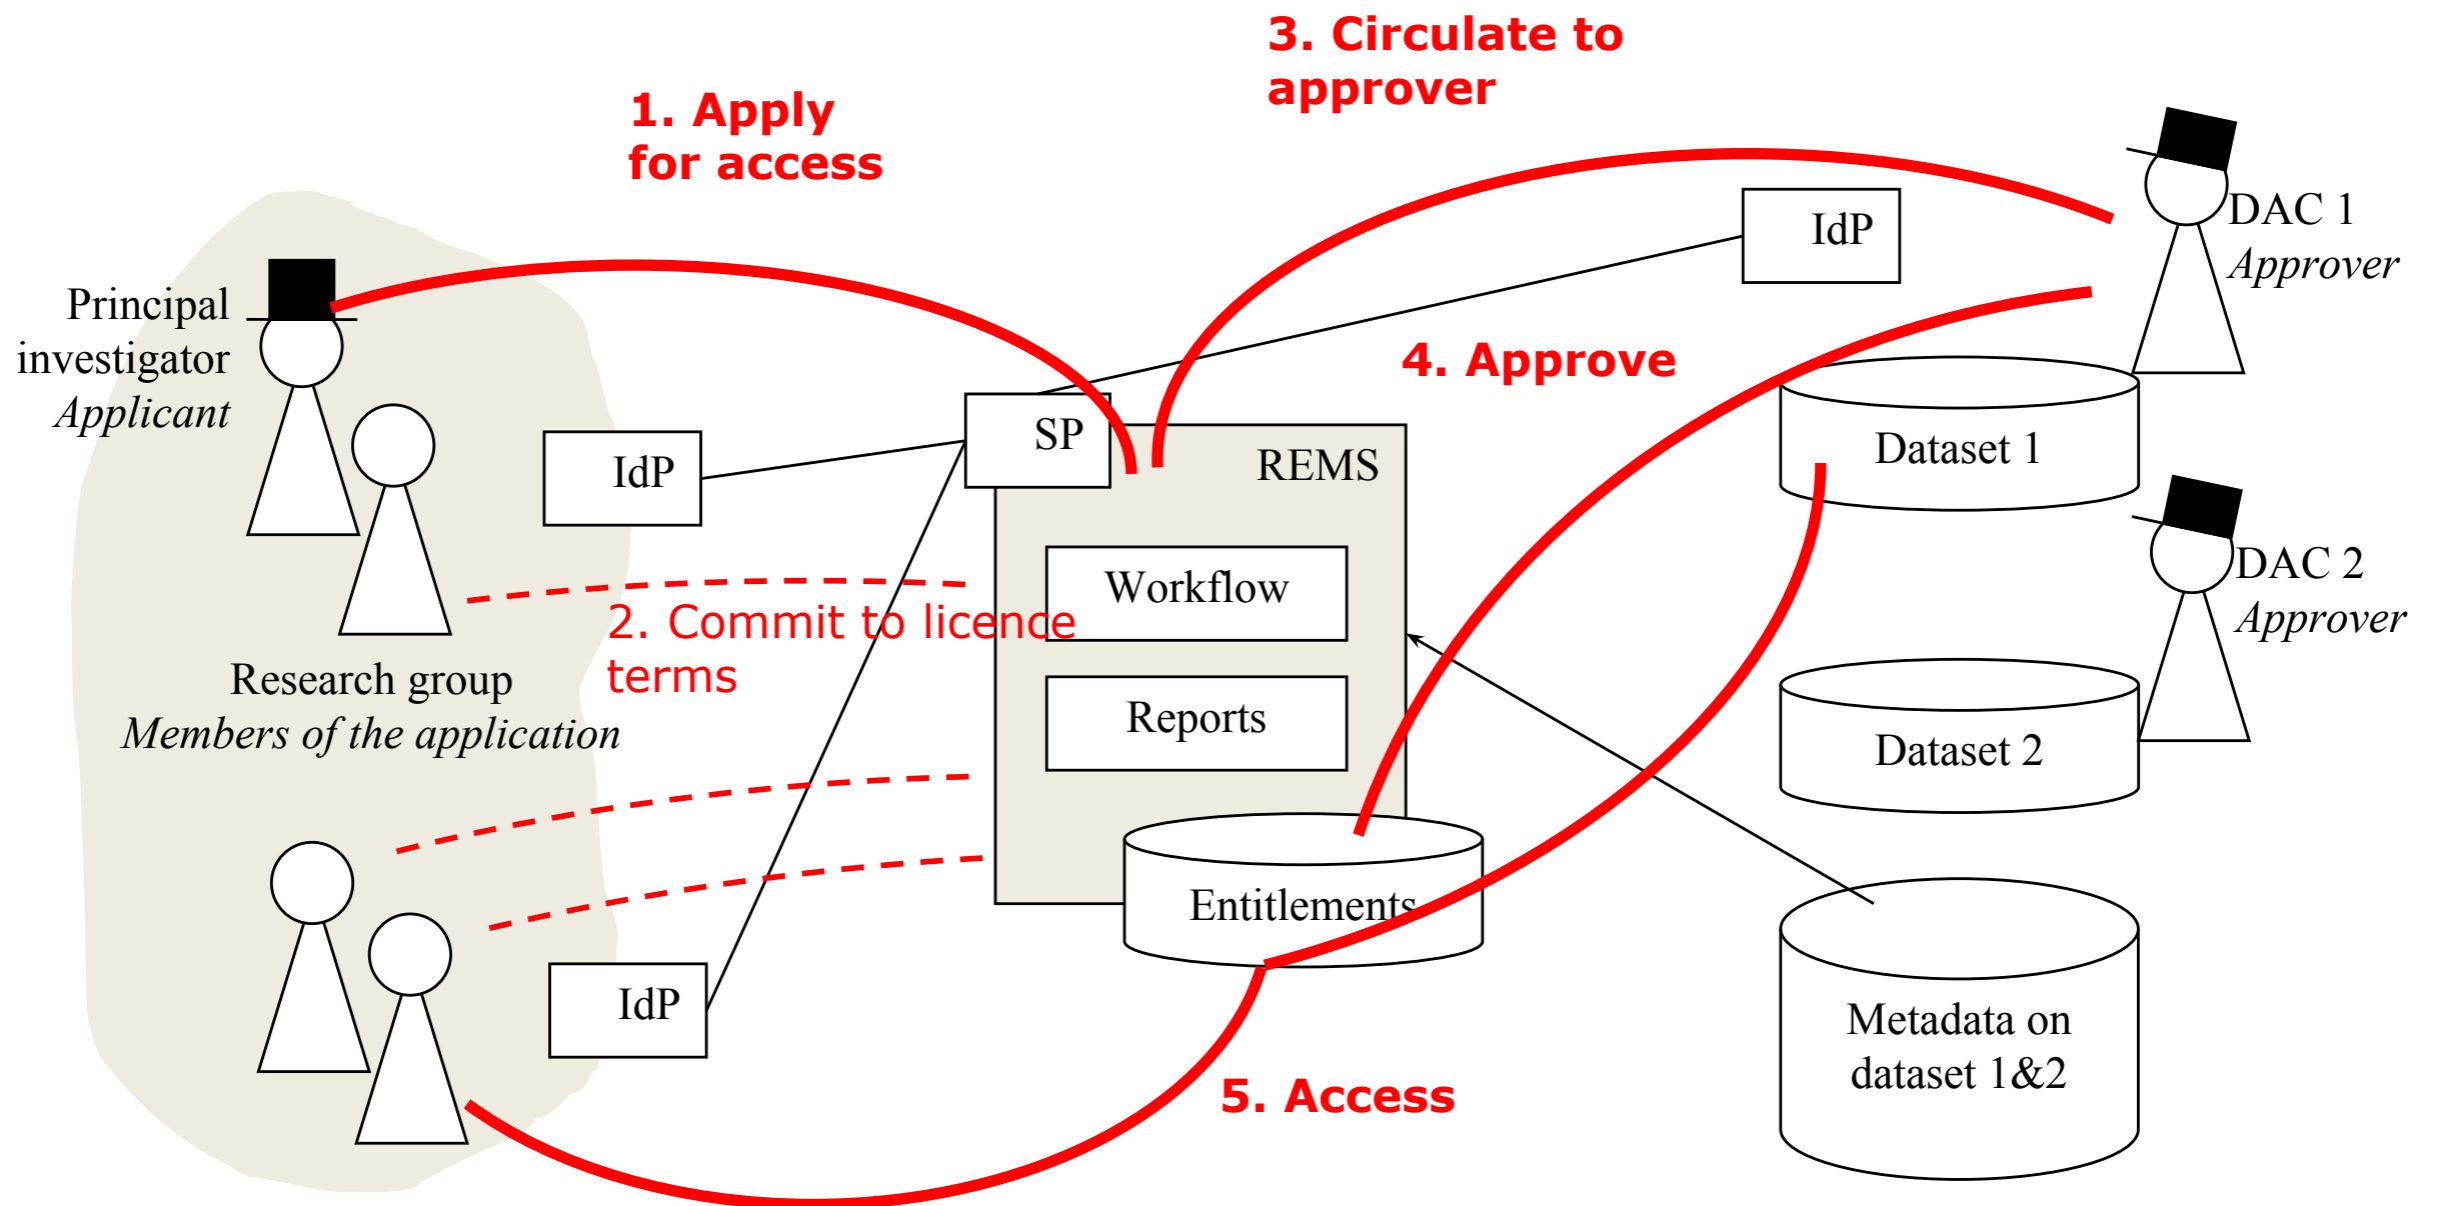 3. Circulate to
approver
1. Apply
for access
DAC 1
Approver
IdP
Principal
investigator
Applicant
4. Approve
SP
REMS
IdP
Dataset 1
Workflow
DAC 2
Approver
2. Commit to licence
terms
Research group
Members of the application
Reports
Dataset 2
Entitlements
IdP
Metadata on
dataset 1&2
5. Access